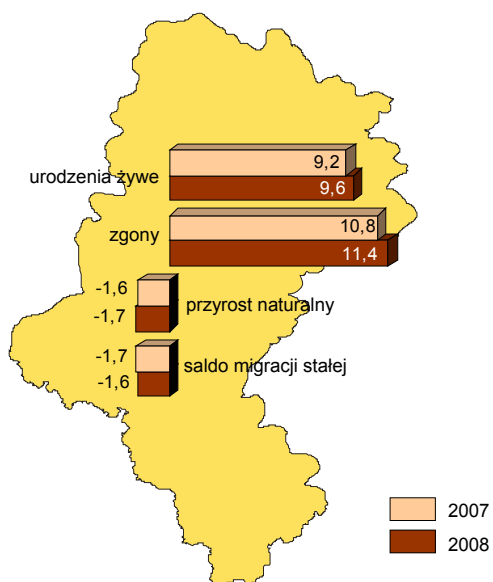 9,2
urodzenia żywe
9,6
10,8
zgony
11,4
-1,6
przyrost naturalny
-1,7
-1,7
saldo migracji stałej
-1,6
2007
2008